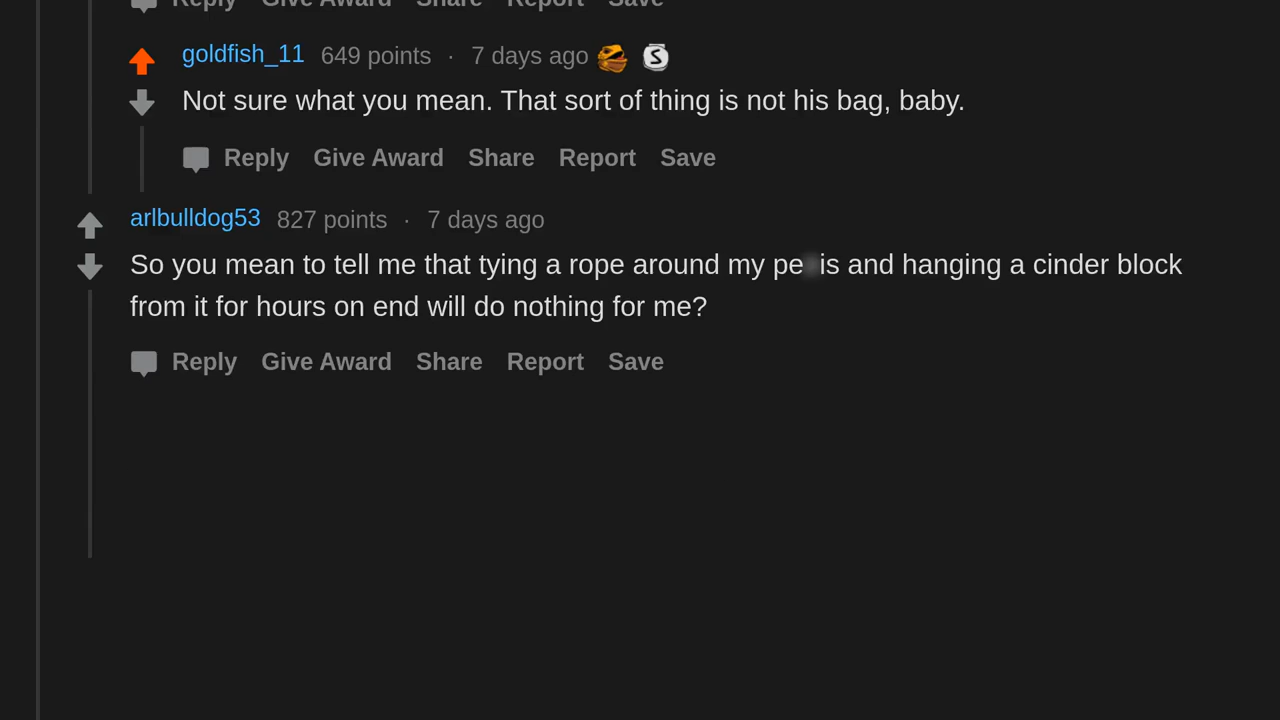 Reply Give Award Share Report Save
goldfish_11 649 points · 7 days ago S
Not sure what you mean. That sort of thing is not his bag, baby.
Reply Give Award Share Report Save
arlbulldog53 827 points · 7 days ago
So you mean to tell me that tying a rope around my pe is and hanging a cinder block
from it for hours on end will do nothing for me?
Reply Give Award Share Report Save